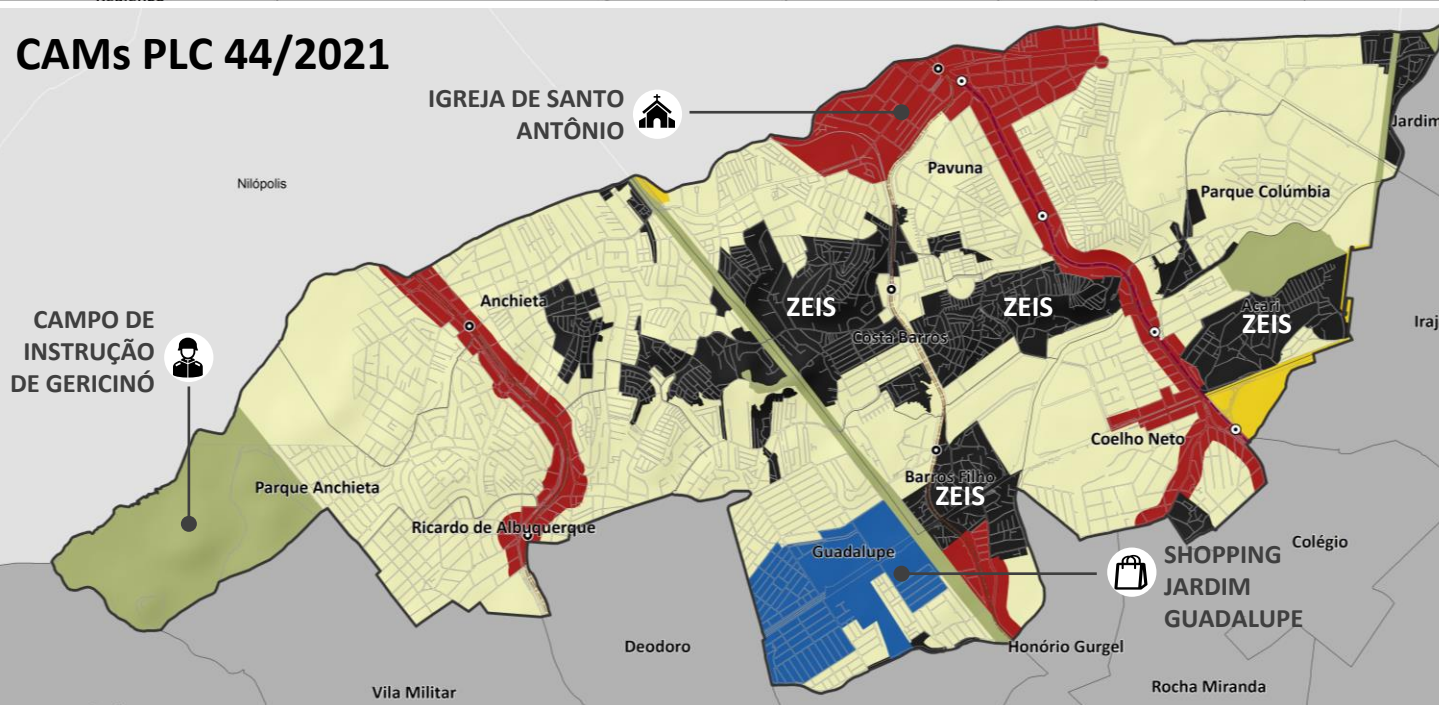 CAMs PLC 44/2021
IGREJA DE SANTO
ANTÔNIO
Jardim
Pavuna
Nilópolis
Parque Colúmbia
Anchieta
ZEIS
ZEIS
Acari
ZEIS
CAMPO DE
INSTRUÇÃO
DE GERICINÓ
Costa Barros
Iraj
Coelho Neto
Barros Filho
ZEIS
Parque Anchieta
Ricardo de Albuquerque
Guadalupe
Colégio
SHOPPING
JARDIM
GUADALUPE
Deodoro
Honório Gurgel
Vila Militar
Rocha Miranda